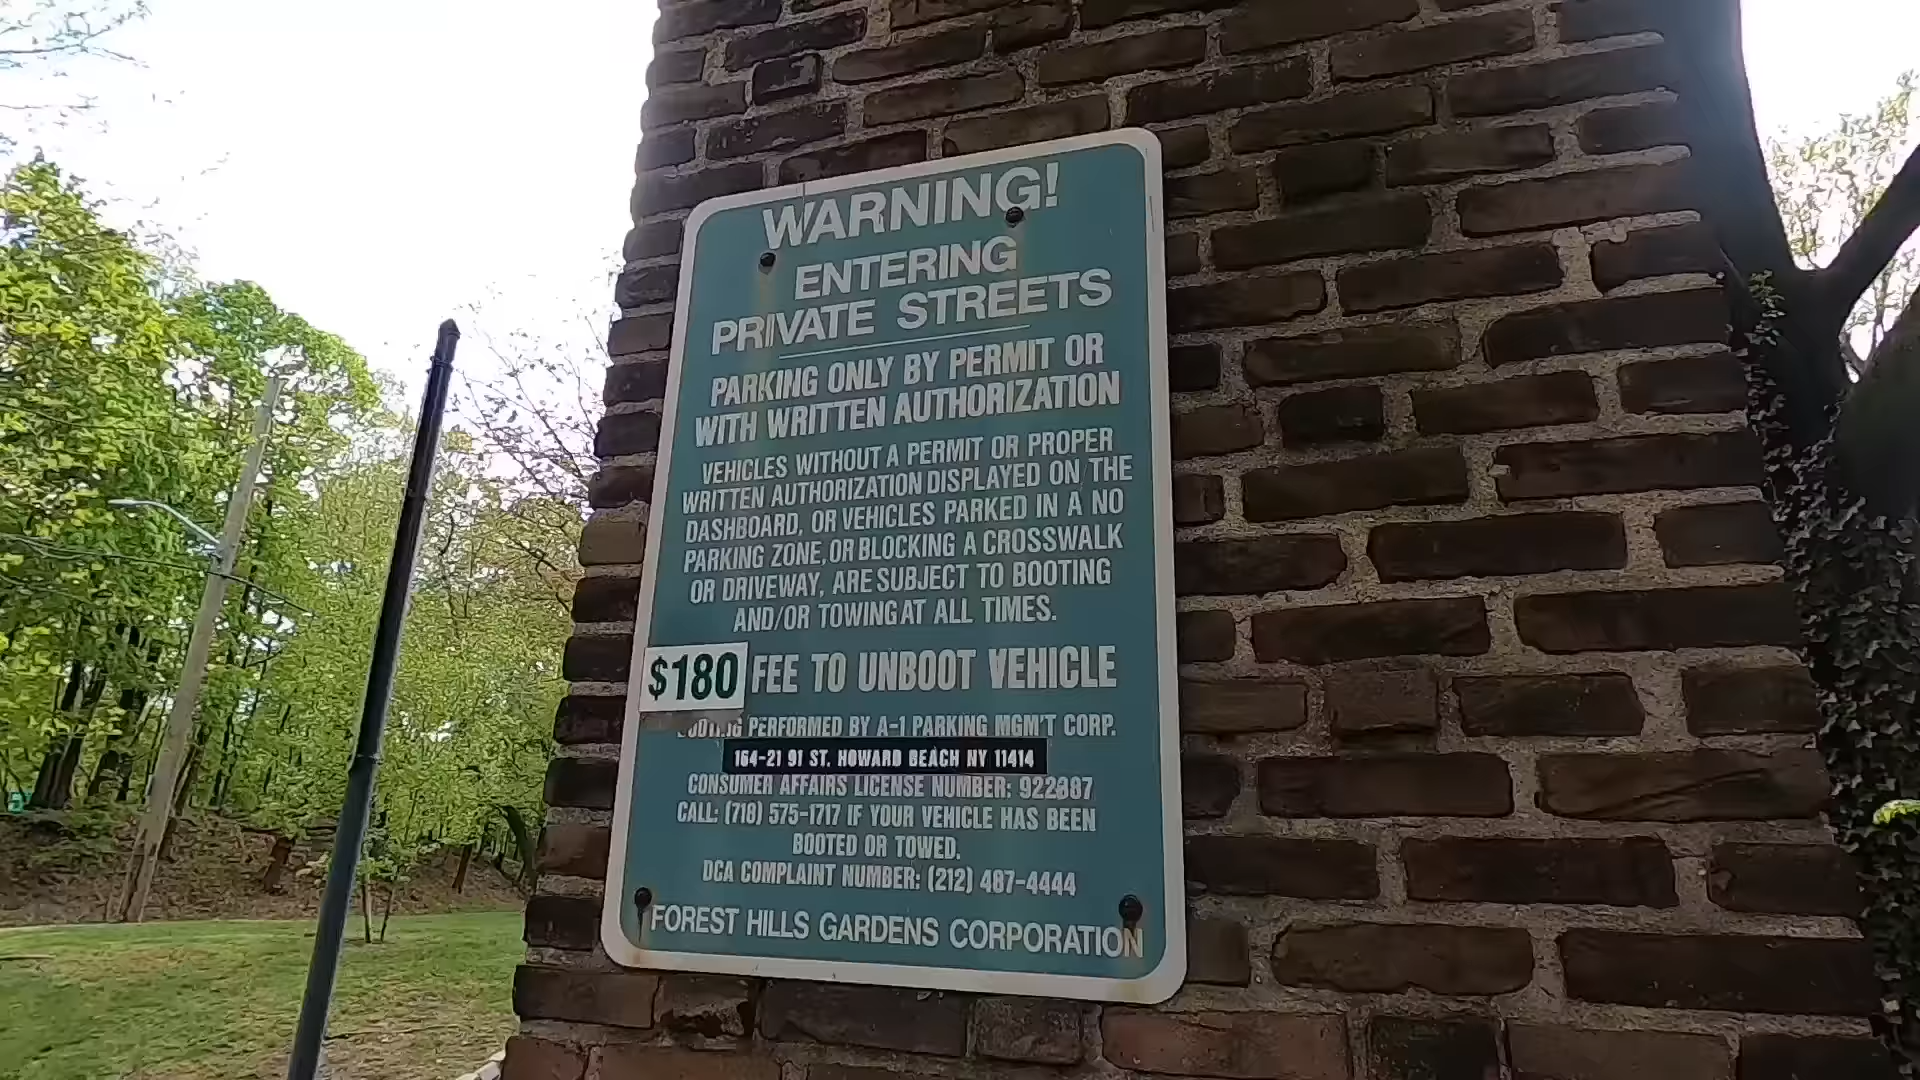 WARNING!
ENTERING
PRIVATE STREETS
PARKING ONLY BY PERMIT OR
WITH WRITTEN AUTHORIZATION
VEHICLES WITHOUT A PERMIT OR PROPER
WRITTEN AUTHORIZATION DISPLAYED ON THE
DASHBOARD, OR VEHICLES PARKED IN A NO
PARKING ZONE, OR BLOCKING A CROSSWALK
OR DRIVEWAY, ARE SUBJECT TO BOOTING
AND/OR TOWING AT ALL TIMES.
$180 FEE TO UNBOOT VEHICLE
PERFORMED BY A-1 PARKING MGM'T CORP.
164-21 91 ST. HOWARD BEACH NY 11414
CONSUMER AFFAIRS LICENSE NUMBER: 922387
CALL: (718) 575-1717 IF YOUR VEHICLE HAS BEEN
BOOTED OR TOWED.
DCA COMPLAINT NUMBER: (212) 487-4444
FOREST HILLS GARDENS CORPORATION